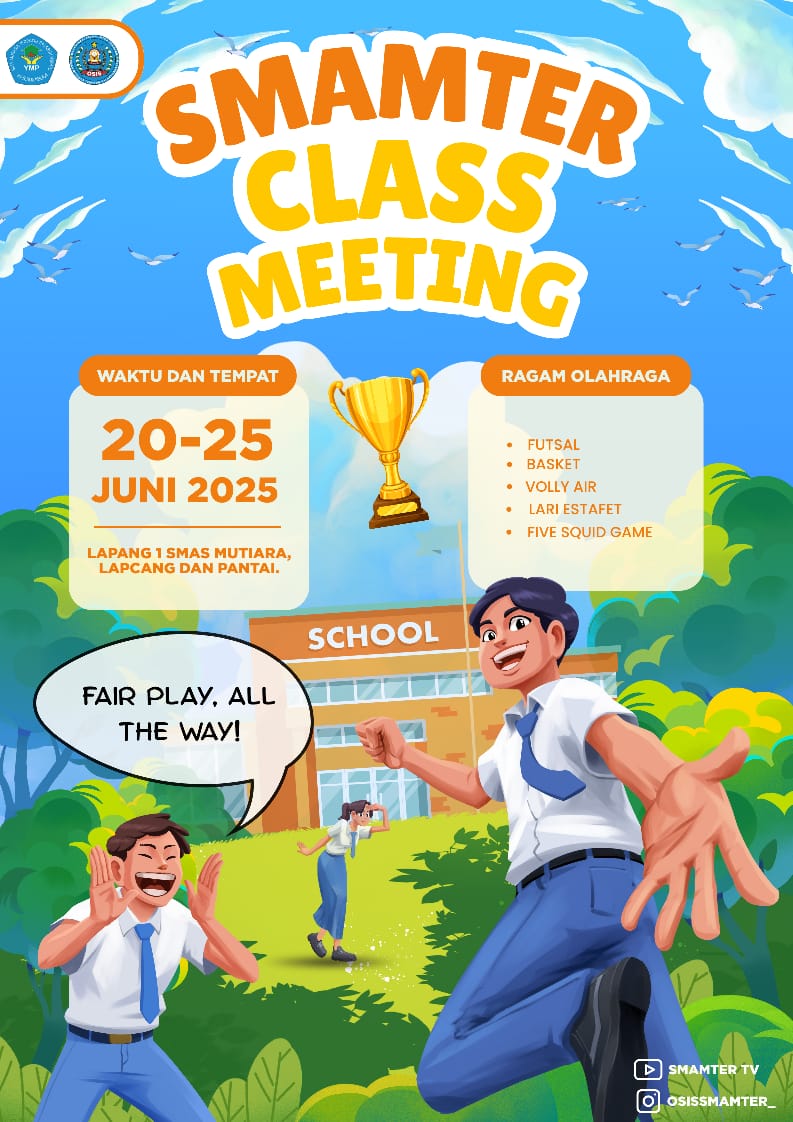 YMP
OSIS
SMAMTER
CLASS
MEETING
WAKTU DAN TEMPAT
20-25
JUNI 2025
LAPANG 1 SMAS MUTIARA,
LAPCANG DAN PANTAI.
RAGAM OLAHRAGA
• FUTSAL
• BASKET
• VOLLY AIR
• LARI ESTAFET
• FIVE SQUID GAME
SCHOOL
FAIR PLAY, ALL
THE WAY!
SMAMTER TV
OSISSMAMTER_